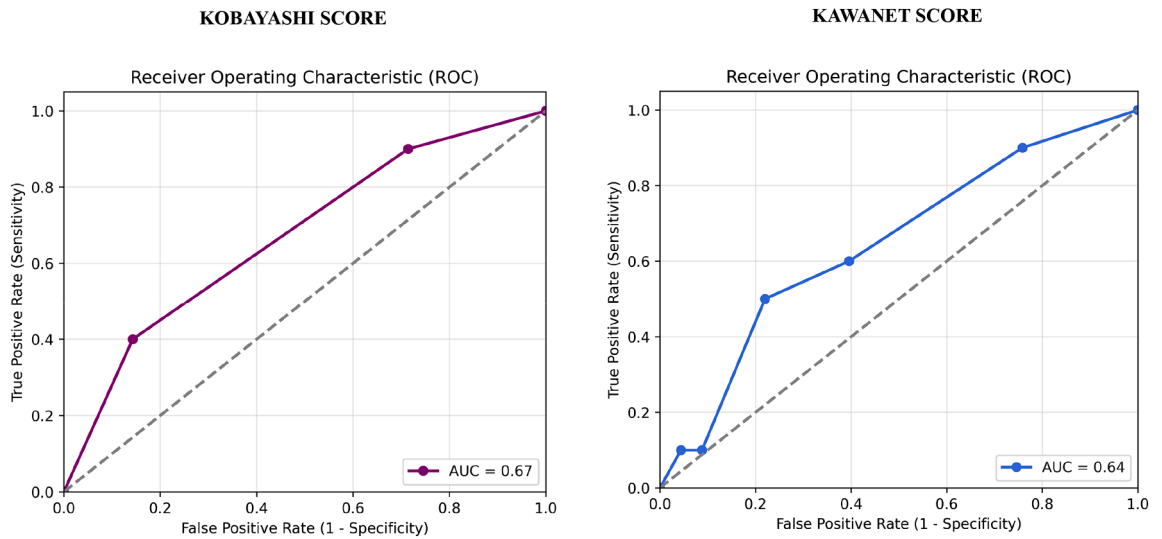 KOBAYASHI SCORE
Receiver Operating Characteristic (ROC)
True Positive Rate (Sensitivity)
1.0
0.8
0.6
0.4
0.2
0.0
0.0 0.2 0.4 0.6 0.8 1.0
False Positive Rate (1 - Specificity)
AUC = 0.67
KAWANET SCORE
Receiver Operating Characteristic (ROC)
True Positive Rate (Sensitivity)
1.0
0.8
0.6
0.4
0.2
0.0
0.0 0.2 0.4 0.6 0.8 1.0
False Positive Rate (1 - Specificity)
AUC = 0.64